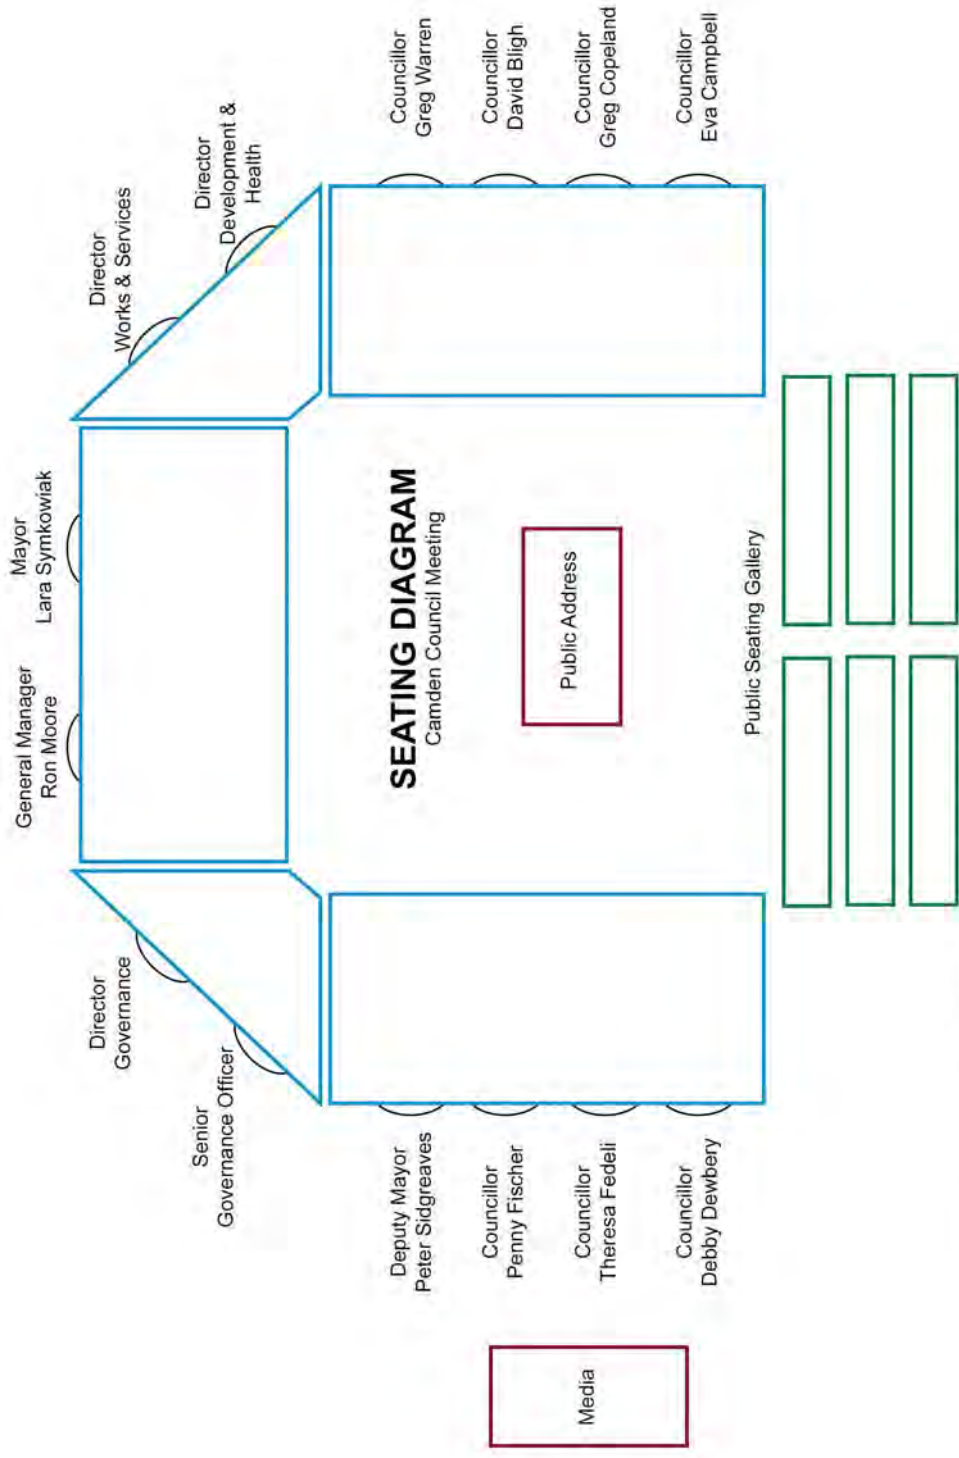 General Manager
Ron Moore
Mayor
Lara Symkowiak
Director
Governance
Director
Works & Services
Senior
Governance Officer
Director
Development &
Health
Deputy Mayor
Peter Sidgreaves
SEATING DIAGRAM
Camden Council Meeting
Councillor
Greg Warren
Councillor
Penny Fischer
Councillor
David Bligh
Media
Councillor
Theresa Fedeli
Public Address
Councillor
Greg Copeland
Councillor
Debby Dewbery
Councillor
Eva Campbell
Public Seating Gallery